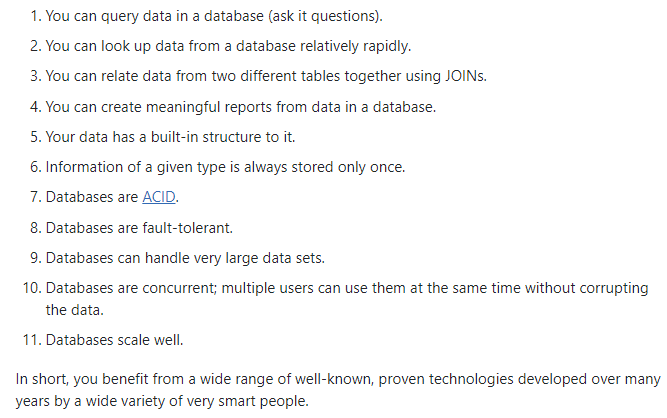 1. You can query data in a database (ask it questions).
2. You can look up data from a database relatively rapidly.
3. You can relate data from two different tables together using JOINs.
4. You can create meaningful reports from data in a database.
5. Your data has a built-in structure to it.
6. Information of a given type is always stored only once.
7. Databases are ACID.
8. Databases are fault-tolerant.
9. Databases can handle very large data sets.
10. Databases are concurrent; multiple users can use them at the same time without corrupting
the data.
11. Databases scale well.
In short, you benefit from a wide range of well-known, proven technologies developed over many
years by a wide variety of very smart people.